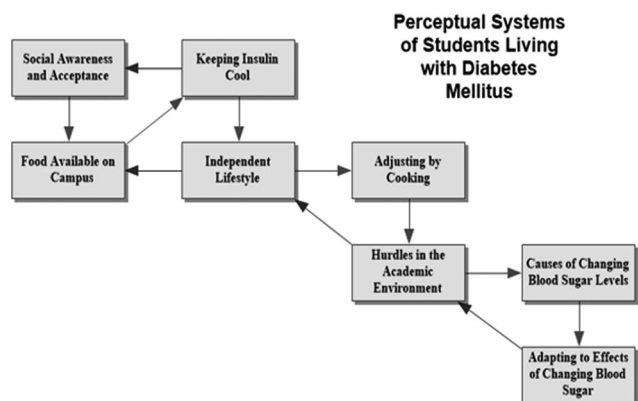 Perceptual Systems
of Students Living
with Diabetes
Mellitus
Social Awareness
and Acceptance
Keeping Insulin
Cool
Food Available on
Campus
Independent
Lifestyle
Adjusting by
Cooking
Hurdles in the
Academic
Environment
Causes of Changing
Blood Sugar Levels
Adapting to Effects
of Changing Blood
Sugar